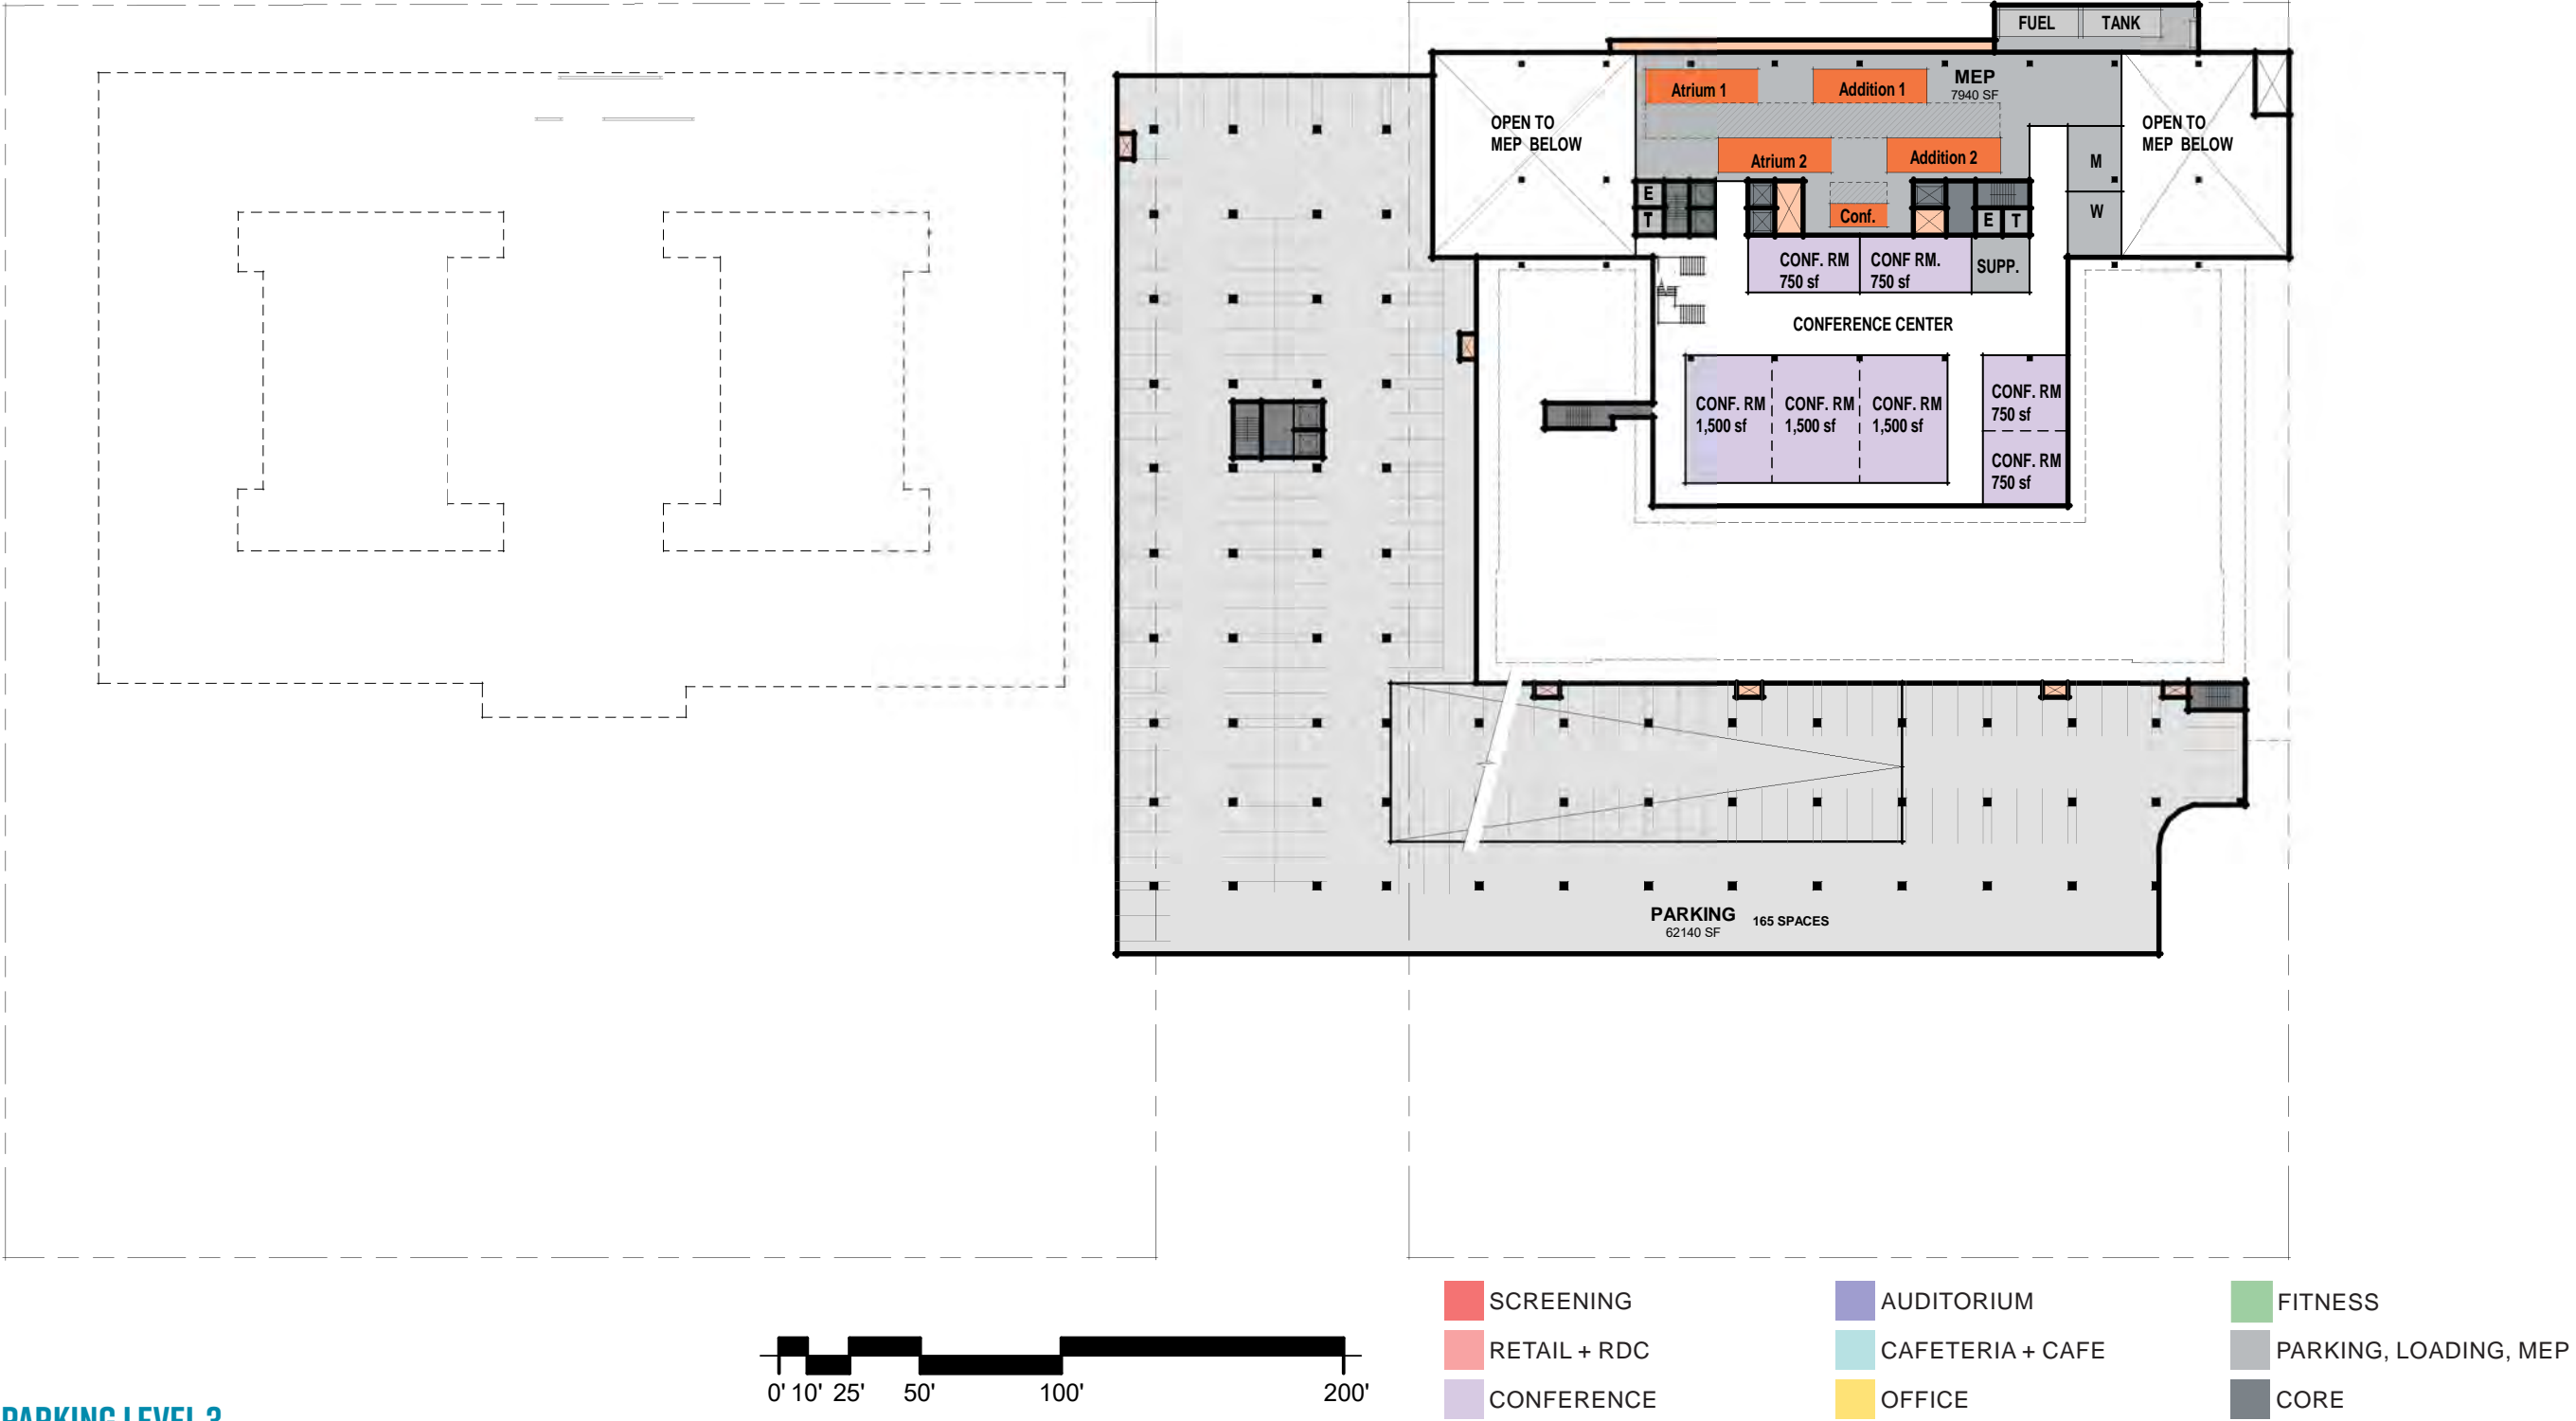 FUEL TANK
MEP
7940 SF
Atrium 1
Addition 1
OPEN TO
MEP BELOW
OPEN TO
MEP BELOW
Atrium 2
Addition 2
M
E
T
Conf.
E T
W
CONF. RM
750 sf
CONF RM.
750 sf
SUPP.
CONFERENCE CENTER
CONF. RM
1,500 sf
CONF. RM
1,500 sf
CONF. RM
1,500 sf
CONF. RM
750 sf
CONF. RM
750 sf
PARKING 165 SPACES
62140 SF
SCREENING
AUDITORIUM
FITNESS
RETAIL + RDC
CAFETERIA + CAFE
PARKING, LOADING, MEP
CONFERENCE
OFFICE
CORE
0' 10' 25' 50' 100' 200'
PARKING LEVEL 3